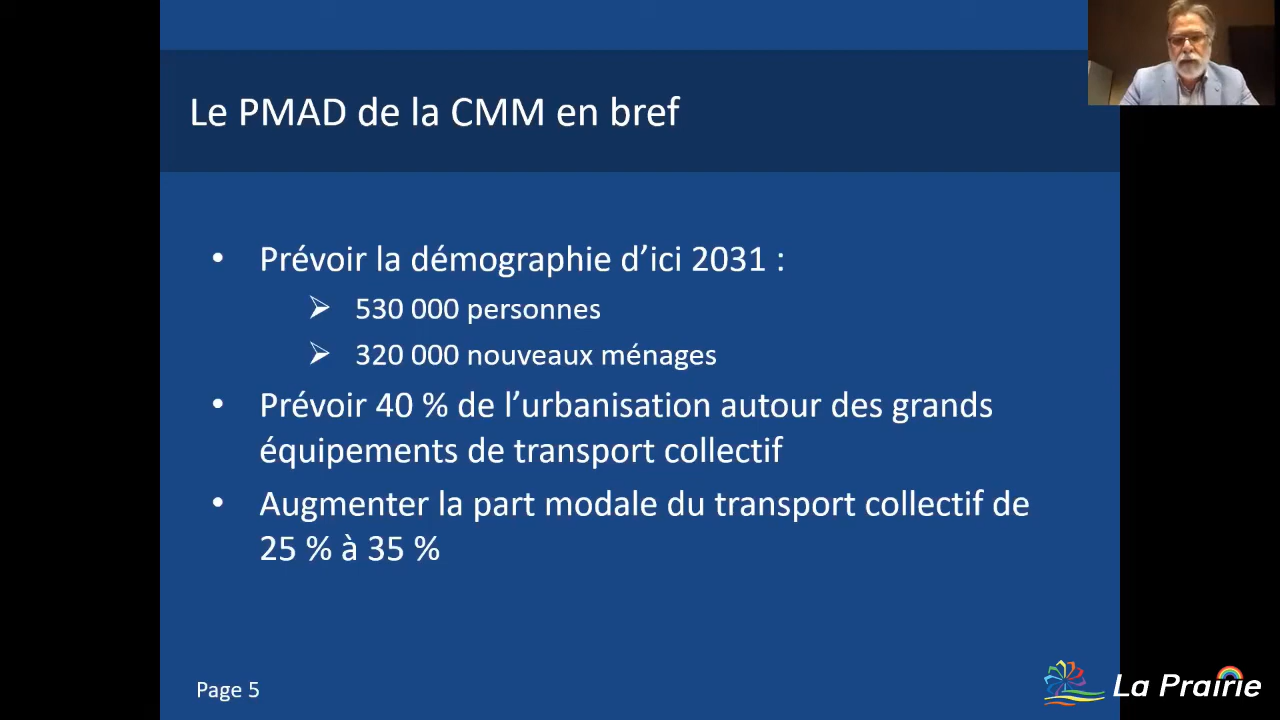 Le PMAD de la CMM en bref
• Prévoir la démographie d’ici 2031 :
➢ 530 000 personnes
➢ 320 000 nouveaux ménages
• Prévoir 40 % de l’urbanisation autour des grands
équipements de transport collectif
• Augmenter la part modale du transport collectif de
25 % à 35 %
Page 5
La Prairie